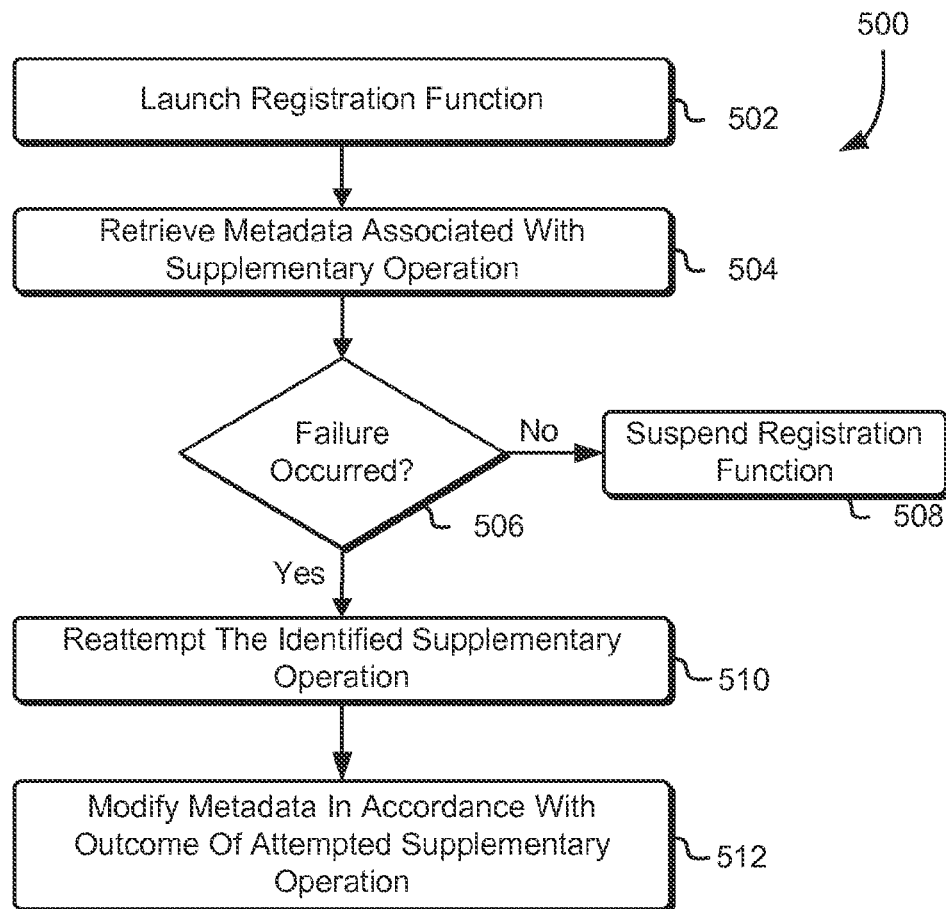 500
Launch Registration Function
502
Retrieve Metadata Associated With
Supplementary Operation
504
Failure
Occurred?
506
No
Suspend Registration
Function
508
Yes
Reattempt The Identified Supplementary
Operation
510
Modify Metadata In Accordance With
Outcome Of Attempted Supplementary
Operation
512